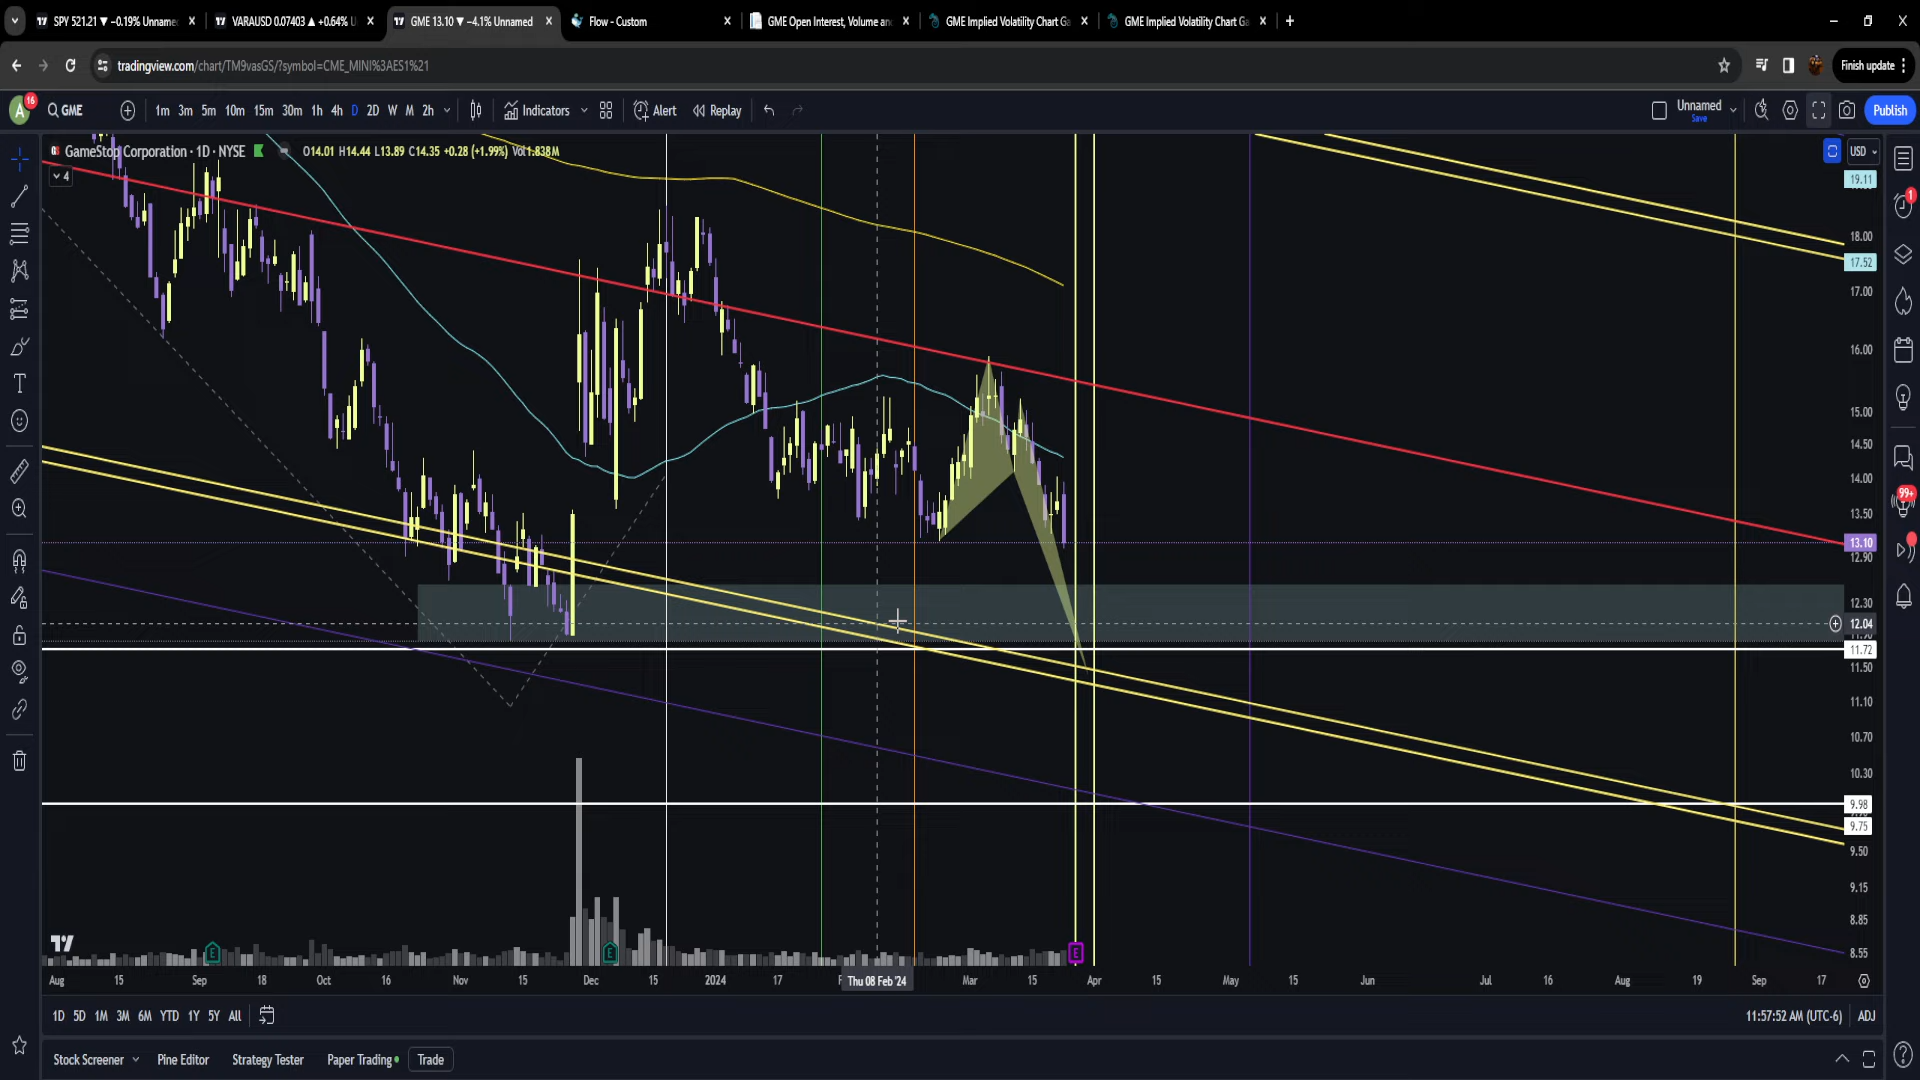 SPY 521.21 ▼ −0.19% Unname
VARAUSD 0.07403 ▲ +0.64% U
GME 13.10 ▼ −4.1% Unnamed
Flow - Custom
GME Open Interest, Volume an
GME Implied Volatility Chart Ga
GME Implied Volatility Chart Ga
tradingview.com/chart/TM9vasGS/?symbol=CME_MINI%3AES1%21
Finish update
A 16
GME
1m 3m 5m 10m 15m 30m 1h 4h D 2D W M 2h
Indicators
Alert
Replay
Unnamed
Save
Publish
GameStop Corporation · 1D · NYSE
O14.01 H14.44 L13.89 C14.35 +0.28 (+1.99%) Vol1.838M
4
USD
19.11
18.00
17.52
17.00
16.00
15.00
14.50
14.00
13.50
13.10
12.90
12.30
12.04
11.72
11.50
11.10
10.70
10.30
9.98
9.75
9.50
9.15
8.85
8.55
1
99+
E
E
E
Aug 15 Sep 18 Oct 16 Nov 15 Dec 15 2024 17 Thu 08 Feb '24 Mar 15 Apr 15 May 15 Jun 16 Jul 16 Aug 19 Sep 17
1D 5D 1M 3M 6M YTD 1Y 5Y All
11:57:52 AM (UTC-6) ADJ
Stock Screener
Pine Editor
Strategy Tester
Paper Trading
Trade